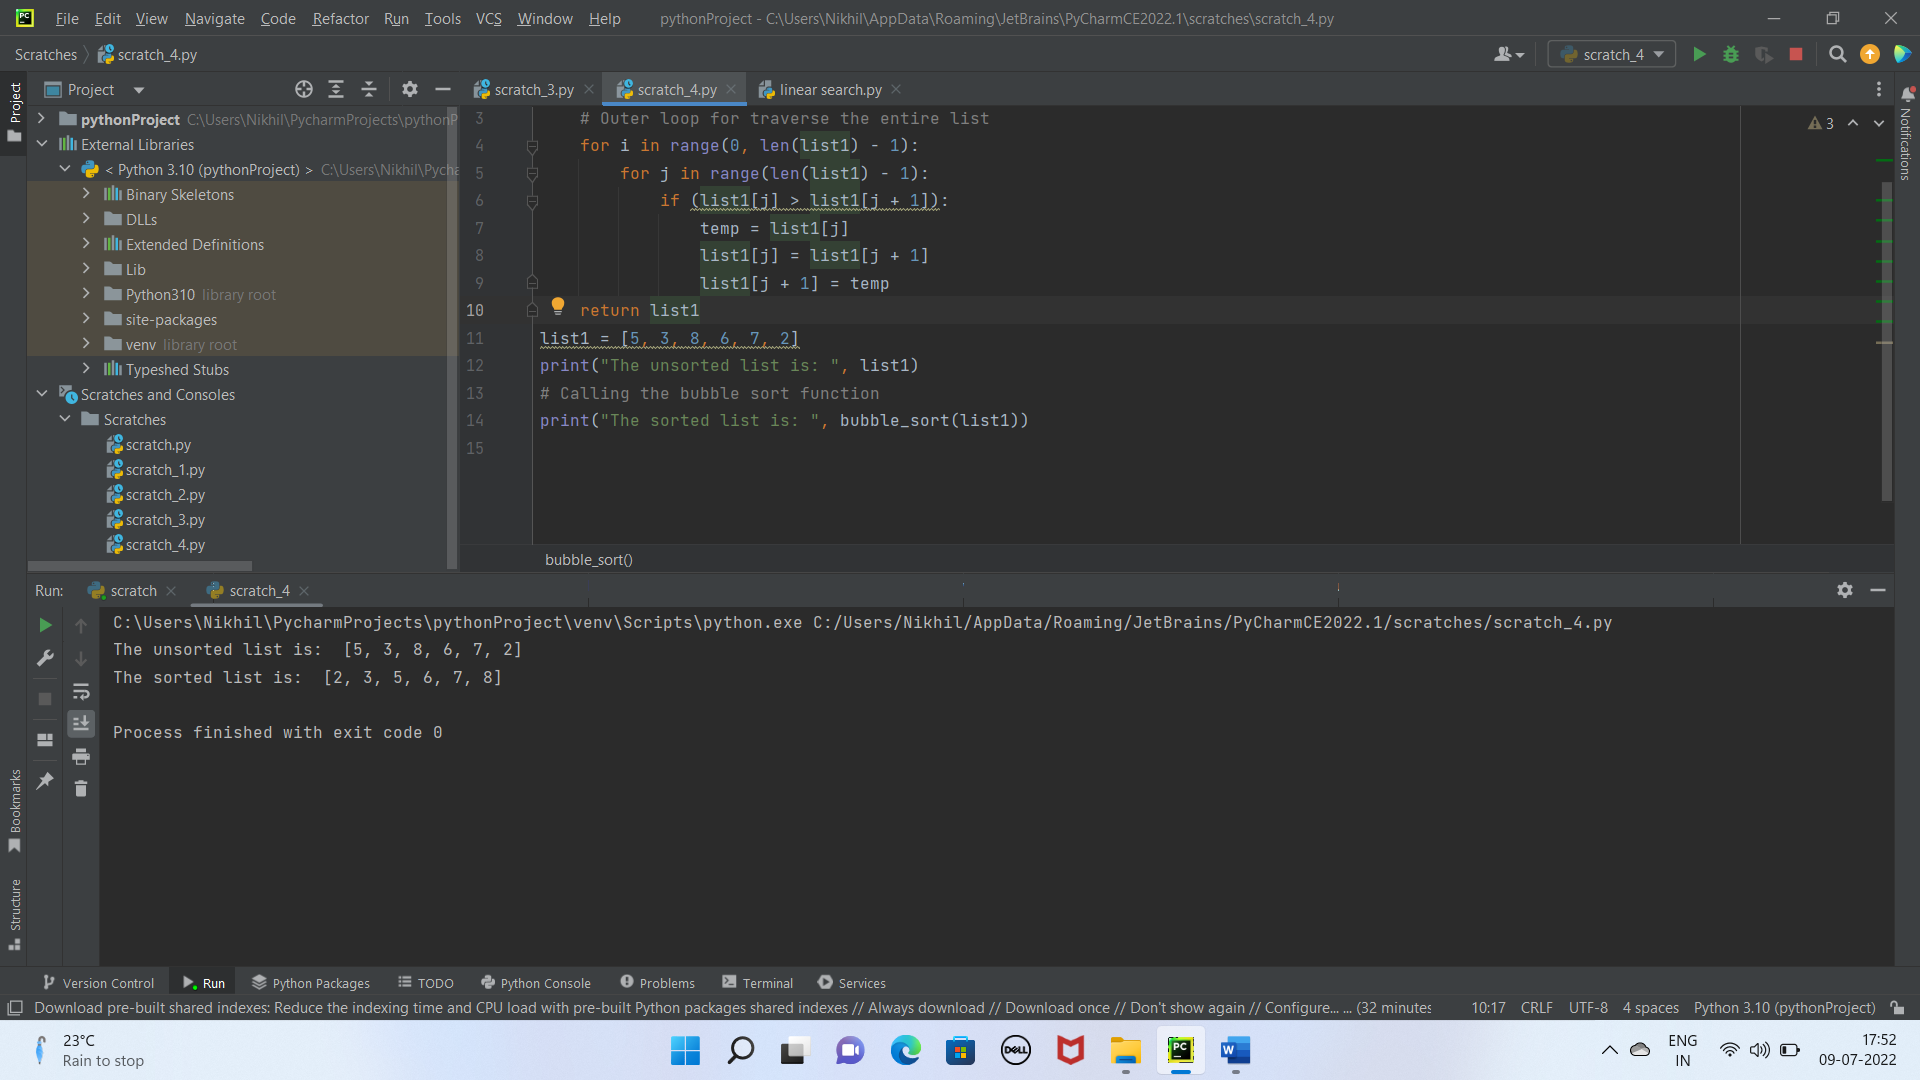 File Edit View Navigate Code Refactor Run Tools VCS Window Help pythonProject - C:\Users\Nikhil\AppData\Roaming\JetBrains\PyCharmCE2022.1\scratches\scratch_4.py
Scratches scratch_4.py scratch_4
Project
Project
scratch_3.py scratch_4.py linear search.py
pythonProject C:\Users\Nikhil\PycharmProjects\pythonP
External Libraries
< Python 3.10 (pythonProject) > C:\Users\Nikhil\Pycha
Binary Skeletons
DLLs
Extended Definitions
Lib
Python310 library root
site-packages
venv library root
Typeshed Stubs
Scratches and Consoles
Scratches
scratch.py
scratch_1.py
scratch_2.py
scratch_3.py
scratch_4.py
3 # Outer loop for traverse the entire list
4 for i in range(0, len(list1) - 1):
5 for j in range(len(list1) - 1):
6 if (list1[j] > list1[j + 1]):
7 temp = list1[j]
8 list1[j] = list1[j + 1]
9 list1[j + 1] = temp
10 return list1
11 list1 = [5, 3, 8, 6, 7, 2]
12 print("The unsorted list is: ", list1)
13 # Calling the bubble sort function
14 print("The sorted list is: ", bubble_sort(list1))
15
3
Notifications
bubble_sort()
Run: scratch scratch_4
C:\Users\Nikhil\PycharmProjects\pythonProject\venv\Scripts\python.exe C:/Users/Nikhil/AppData/Roaming/JetBrains/PyCharmCE2022.1/scratches/scratch_4.py
The unsorted list is:  [5, 3, 8, 6, 7, 2]
The sorted list is:  [2, 3, 5, 6, 7, 8]
Process finished with exit code 0
Bookmarks
Structure
Version Control Run Python Packages TODO Python Console Problems Terminal Services
Download pre-built shared indexes: Reduce the indexing time and CPU load with pre-built Python packages shared indexes // Always download // Download once // Don't show again // Configure... ... (32 minutes 10:17 CRLF UTF-8 4 spaces Python 3.10 (pythonProject)
23°C
Rain to stop
DELL
PC
W
ENG
IN
17:52
09-07-2022